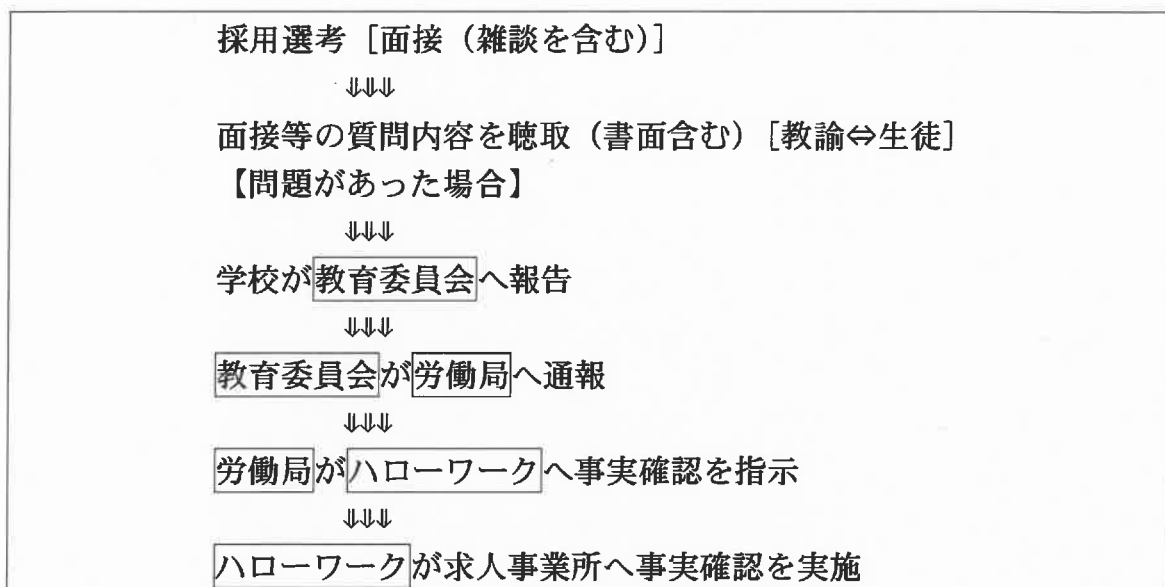 採用選考［面接（雑談を含む）］
⇓⇓⇓
面接等の質問内容を聴取（書面含む）［教諭⇔生徒］
【問題があった場合】
⇓⇓⇓
学校が教育委員会へ報告
⇓⇓⇓
教育委員会が労働局へ通報
⇓⇓⇓
労働局がハローワークへ事実確認を指示
⇓⇓⇓
ハローワークが求人事業所へ事実確認を実施